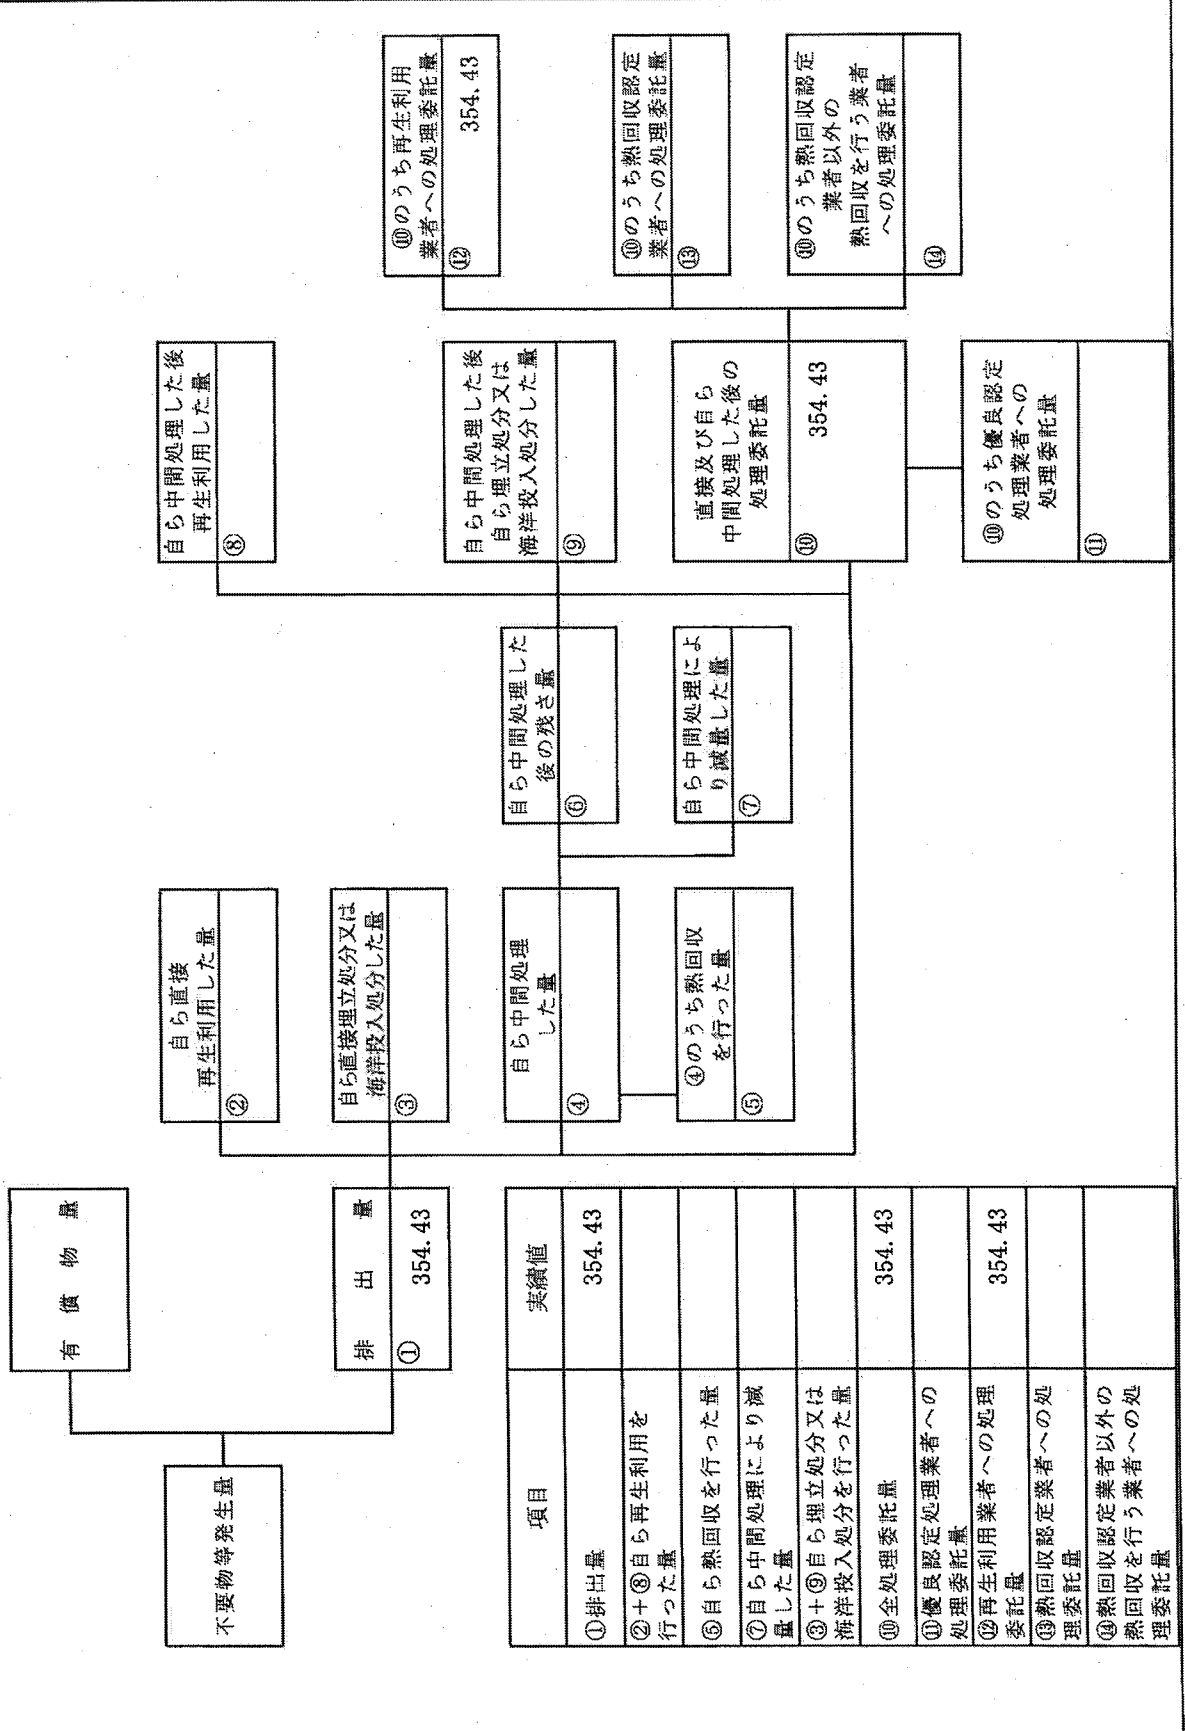 不要物等発生量
有償物量
排出量
①
354.43
自ら直接
再生利用した量
②
自ら直接埋立処分又は
海洋投入処分した量
③
自ら中間処理
した量
④
④のうち熱回収
を行った量
⑤
自ら中間処理した
後の残さ量
⑥
自ら中間処理によ
り減量した量
⑦
自ら中間処理した後
再生利用した量
⑧
自ら中間処理した後
自ら埋立処分又は
海洋投入処分した量
⑨
直接及び自ら
中間処理した後の
処理委託量
⑩
354.43
⑩のうち優良認定
処理業者への
処理委託量
⑪
⑩のうち再生利用
業者への処理委託量
⑫
354.43
⑩のうち熱回収認定
業者への処理委託量
⑬
⑩のうち熱回収認定
業者以外の
熱回収を行う業者
への処理委託量
⑭
項目 実績値
①排出量 354.43
②+⑧自ら再生利用を
行った量
⑤自ら熱回収を行った量
⑦自ら中間処理により減
量した量
③+⑨自ら埋立処分又は
海洋投入処分を行った量
⑩全処理委託量 354.43
⑪優良認定処理業者への
処理委託量
⑫再生利用業者への処理
委託量 354.43
⑬熱回収認定業者への処
理委託量
⑭熱回収認定業者以外の
熱回収を行う業者への処
理委託量